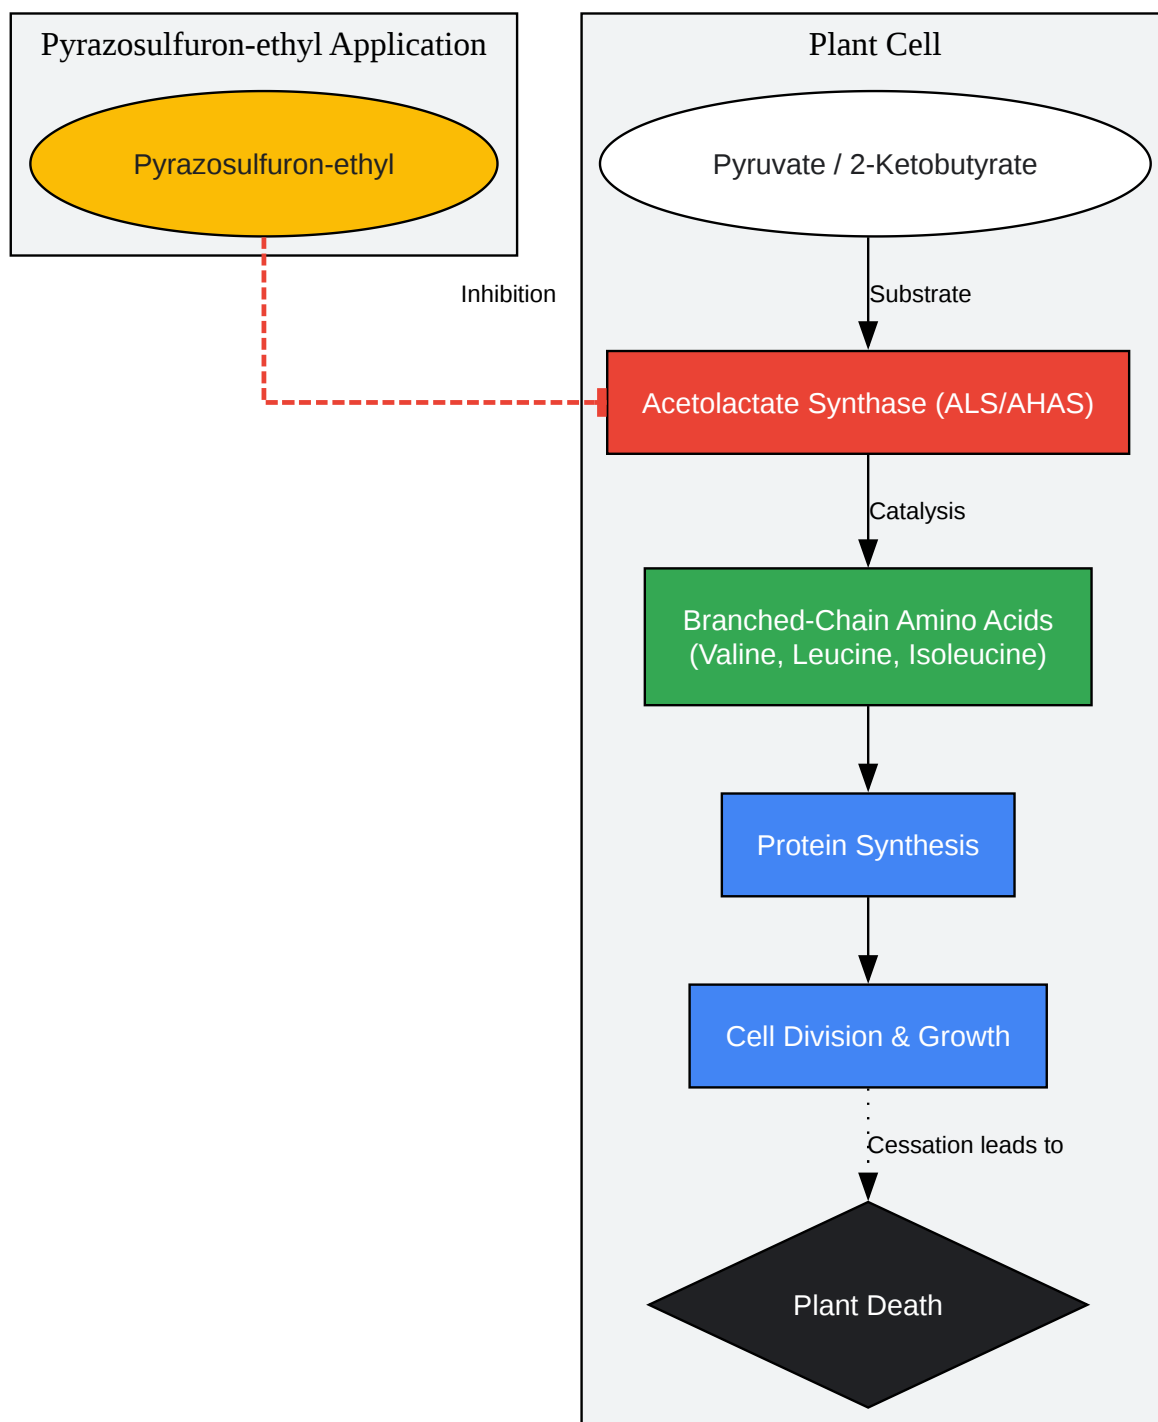 Pyrazosulfuron-ethyl Application
Pyrazosulfuron-ethyl
Plant Cell
Pyruvate / 2-Ketobutyrate
Inhibition
Substrate
Acetolactate Synthase (ALS/AHAS)
Catalysis
Branched-Chain Amino Acids
(Valine, Leucine, Isoleucine)
Protein Synthesis
Cell Division & Growth
Cessation leads to
Plant Death